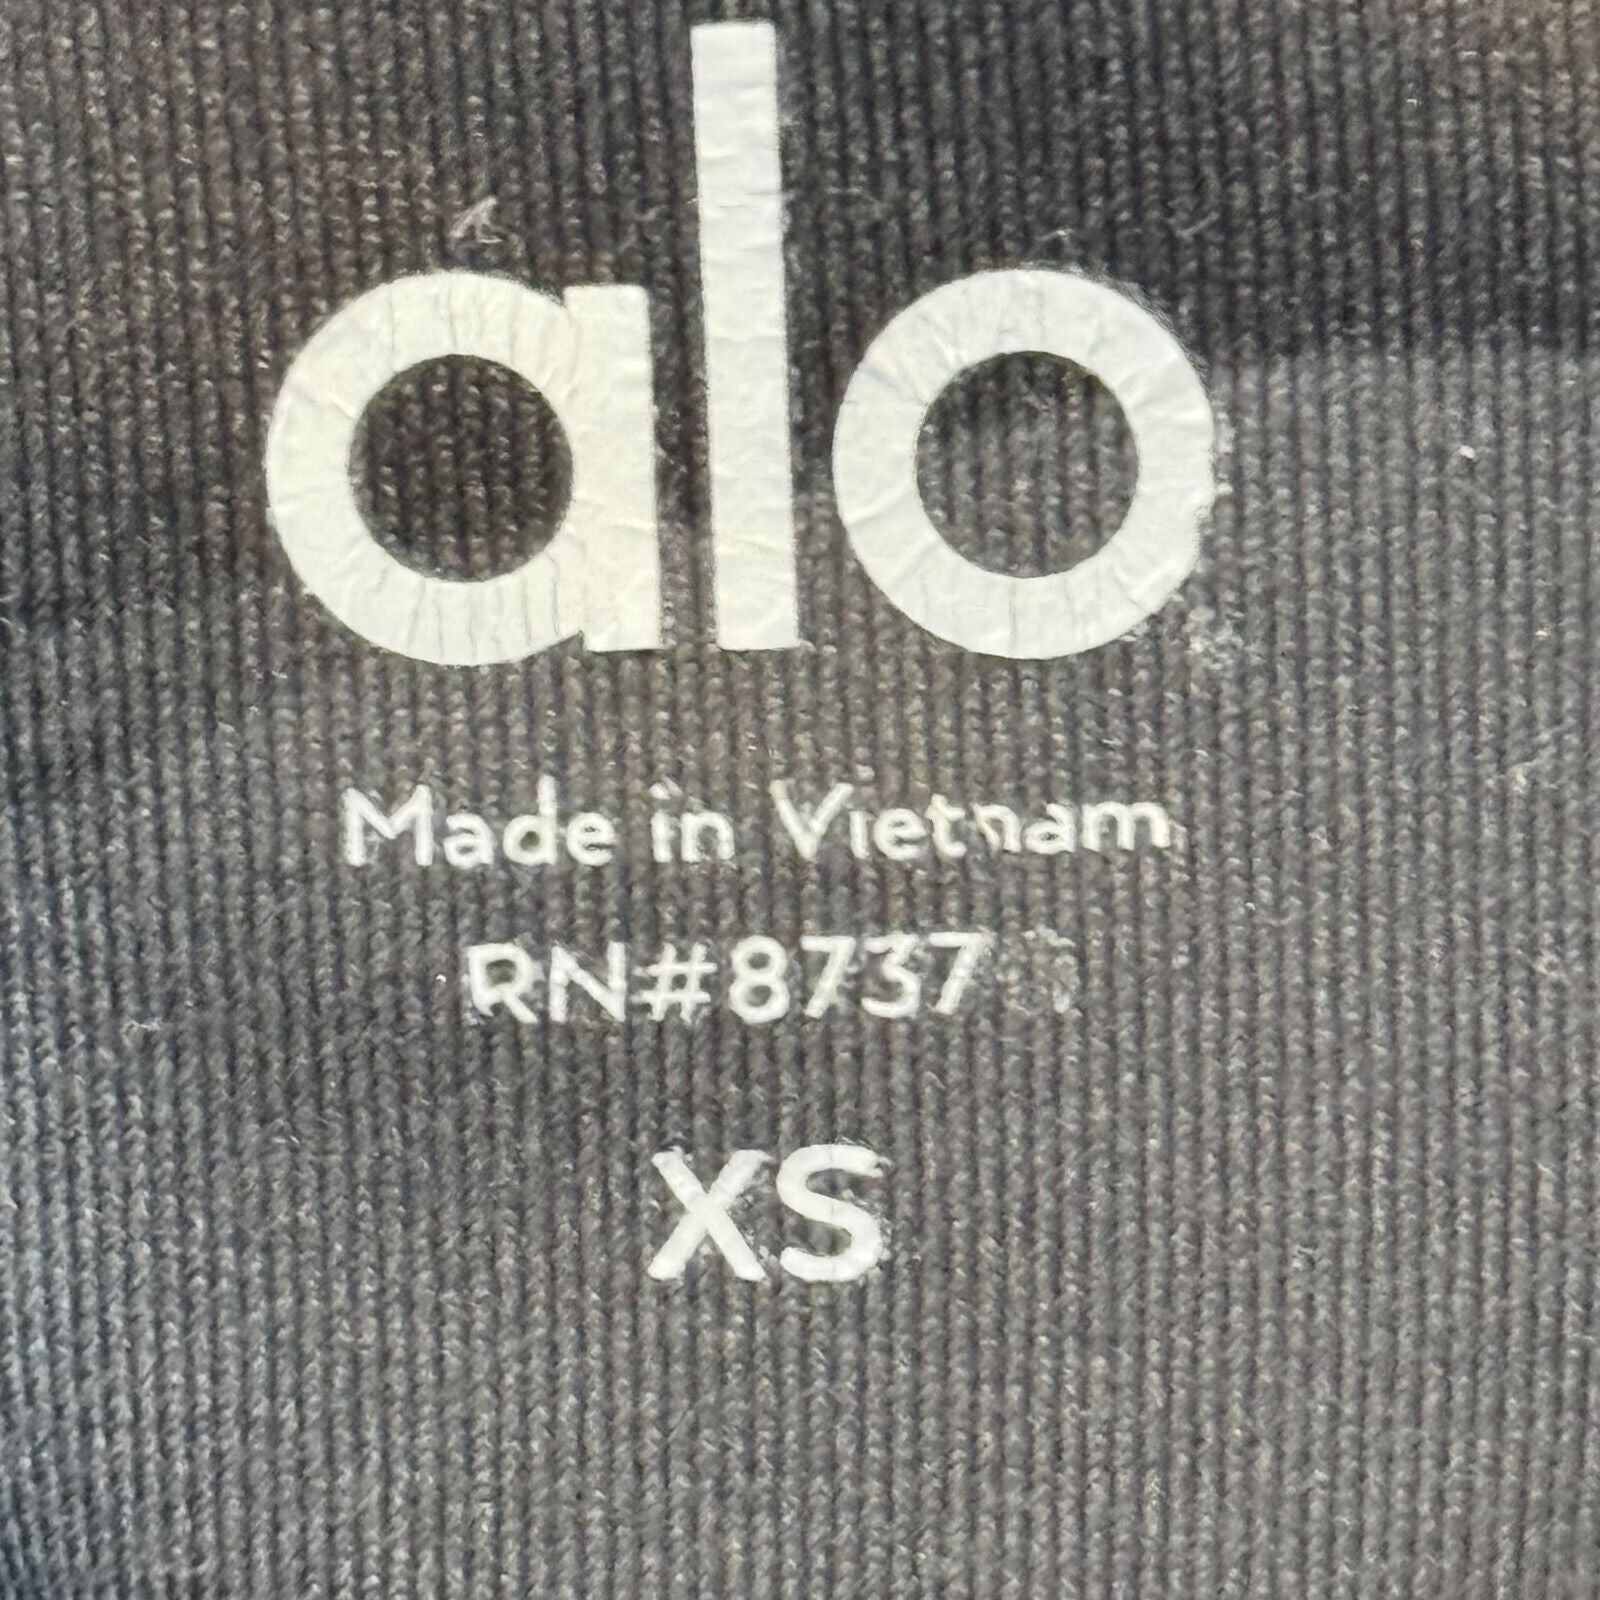 alo
Made in Vietnam
RN#8737
XS